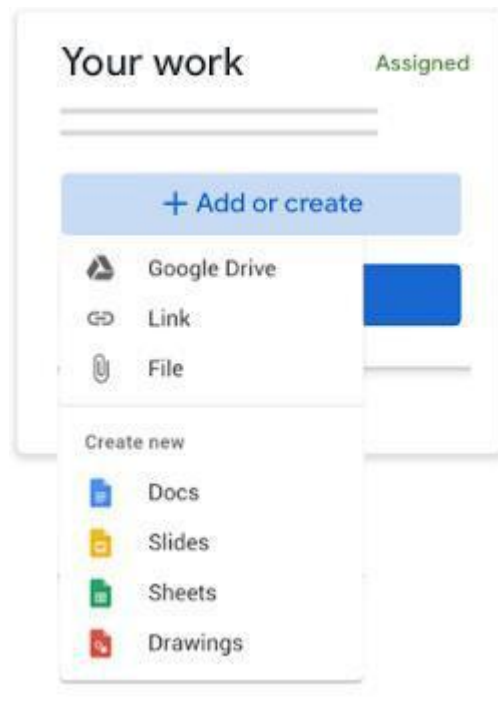 Your work
Assigned
+ Add or create
Google Drive
Link
File
Create new
Docs
Slides
Sheets
Drawings